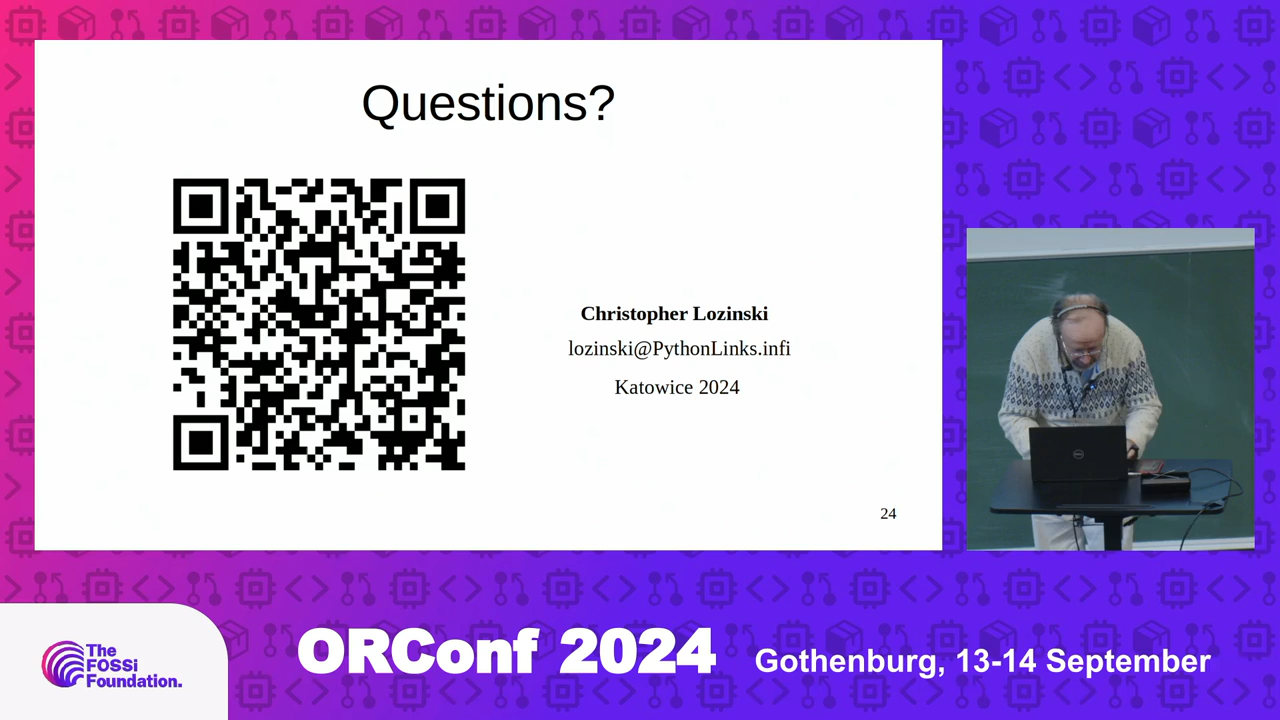 Questions?
Christopher Lozinski
lozinski@PythonLinks.infi
Katowice 2024
24
The
FOSSi
Foundation.
ORConf 2024
Gothenburg, 13-14 September